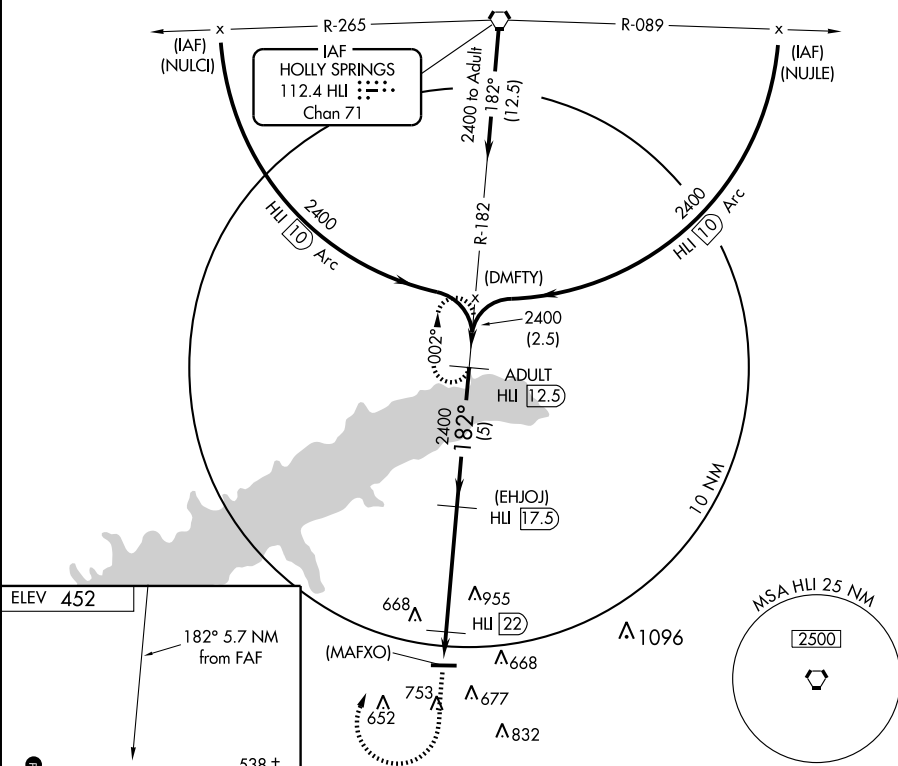 R-265
R-089
x
x
(IAF)
(NULCI)
(IAF)
(NUJLE)
IAF
HOLLY SPRINGS
112.4 HLI
Chan 71
2400 to Adult
182°
(12.5)
R-182
2400
HLI 10 Arc
2400
HLI 10 Arc
(DMFTY)
x
2400
(2.5)
002°
ADULT
HLI 12.5
2400
182°
(5)
(EHJOJ)
HLI 17.5
10 NM
668
955
HLI 22
1096
(MAFXO)
668
753
677
652
832
MSA HLI 25 NM
2500
ELEV 452
182° 5.7 NM
from FAF